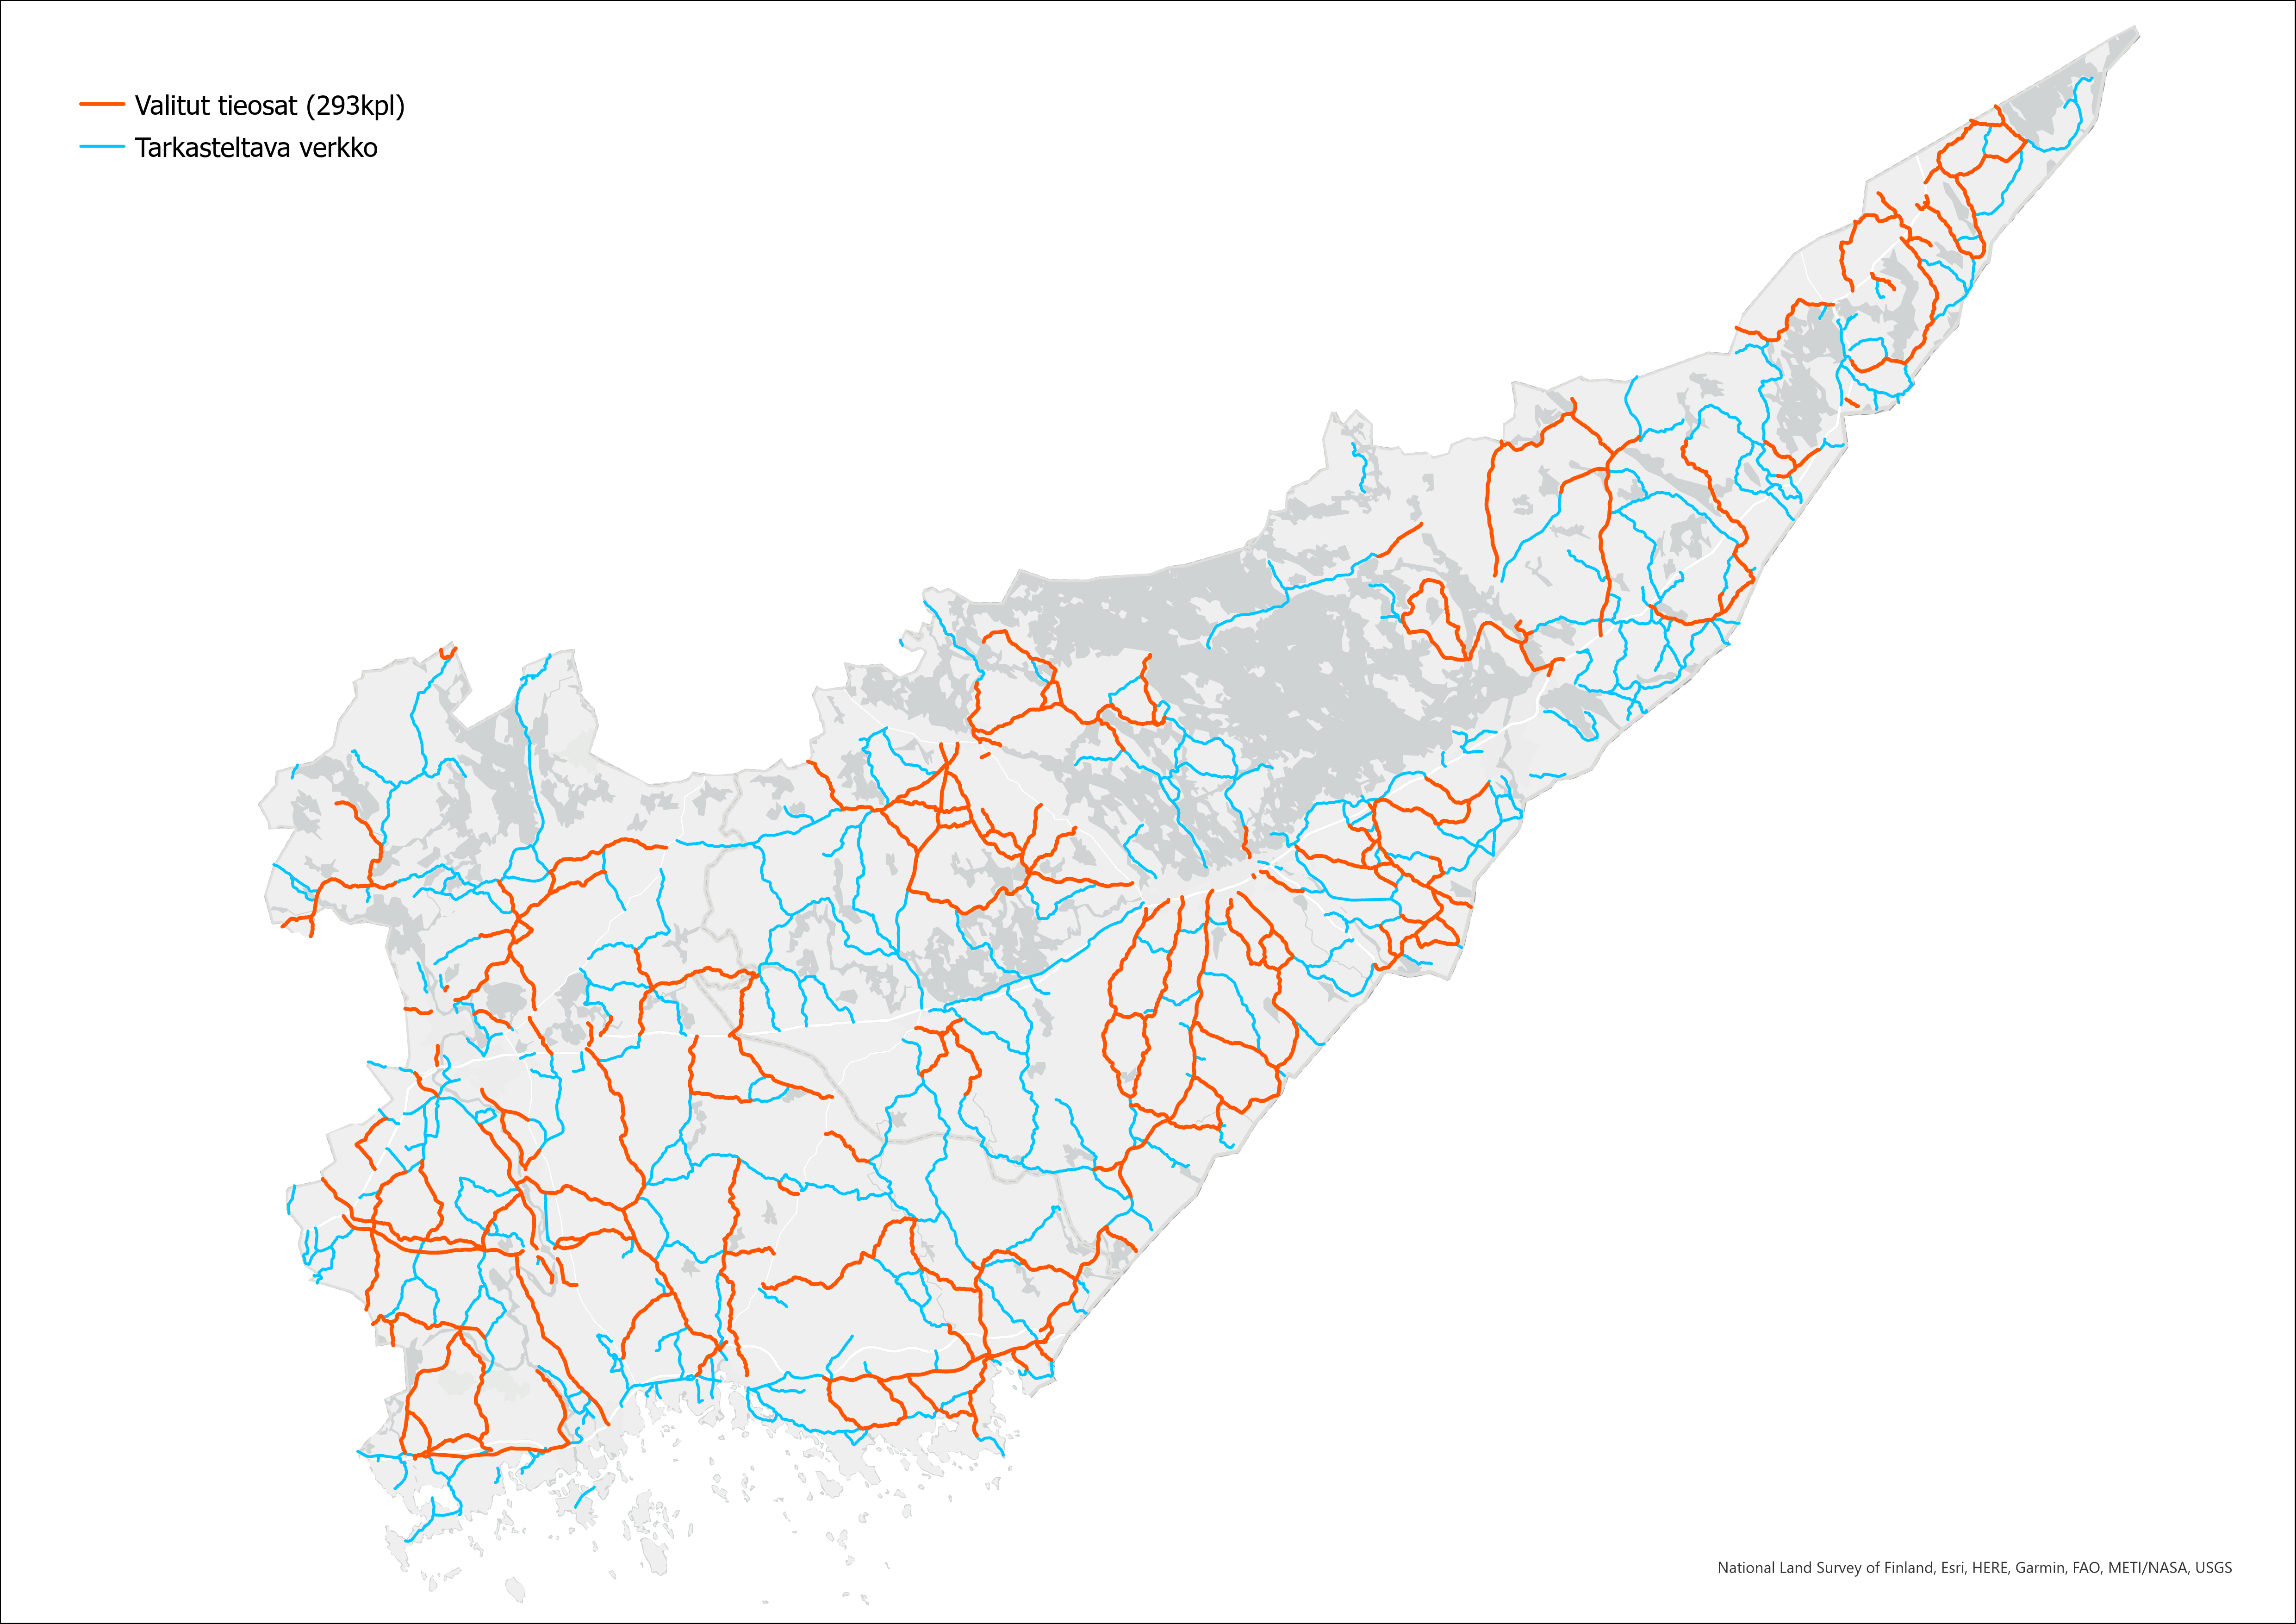 Valitut tieosat (293kpl)
Tarkasteltava verkko
National Land Survey of Finland, Esri, HERE, Garmin, FAO, METI/NASA, USGS